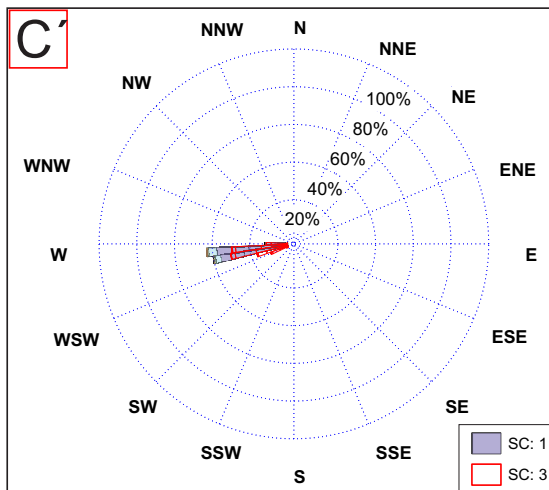 C´
N
NNW
NNE
NW
100%
NE
80%
WNW
60%
ENE
40%
20%
W
E
WSW
ESE
SW
SE
SSW
SSE
S
SC: 1
SC: 3